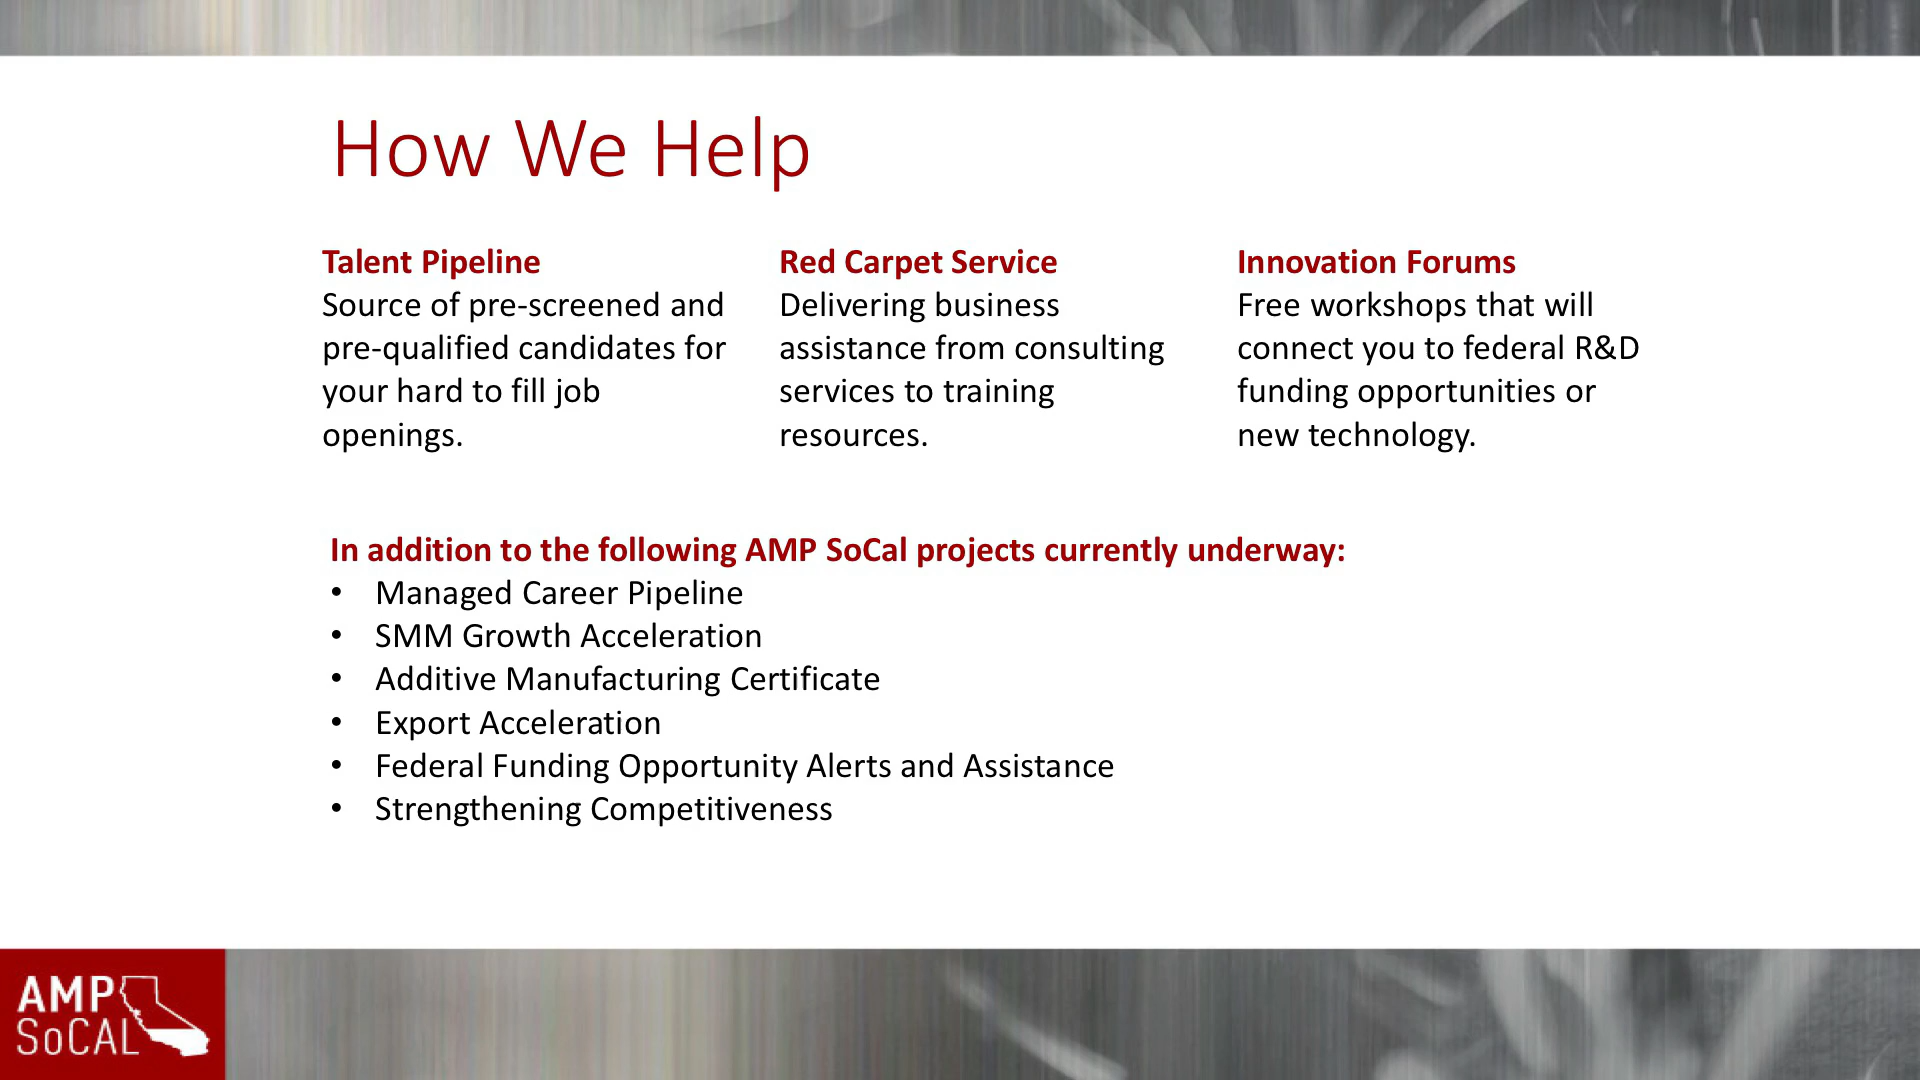 How We Help
Talent Pipeline
Source of pre-screened and
pre-qualified candidates for
your hard to fill job
openings.
Red Carpet Service
Delivering business
assistance from consulting
services to training
resources.
Innovation Forums
Free workshops that will
connect you to federal R&D
funding opportunities or
new technology.
In addition to the following AMP SoCal projects currently underway:
• Managed Career Pipeline
• SMM Growth Acceleration
• Additive Manufacturing Certificate
• Export Acceleration
• Federal Funding Opportunity Alerts and Assistance
• Strengthening Competitiveness
AMP
SoCAL